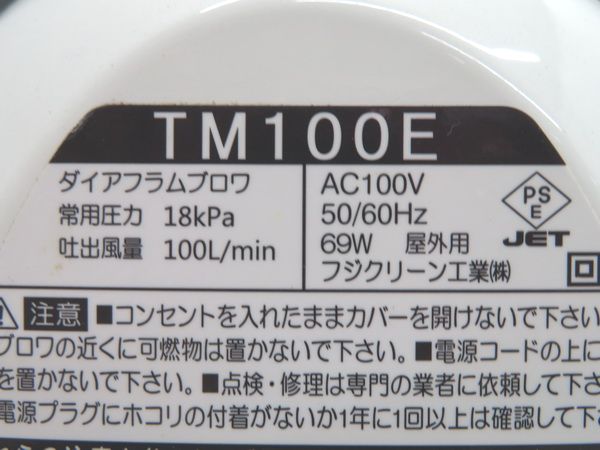 TM100E
ダイアフラムブロワ
常用圧力 18kPa
吐出風量 100L/min
AC100V
50/60Hz
69W 屋外用
フジクリーン工業㈱
PS
E
JET
注意 ■コンセントを入れたままカバーを開けないで下さい
ブロワの近くに可燃物は置かないで下さい。■電源コードの上に
を置かないで下さい。■点検・修理は専門の業者に依頼して下
電源プラグにホコリの付着がないか1年に1回以上は確認して下